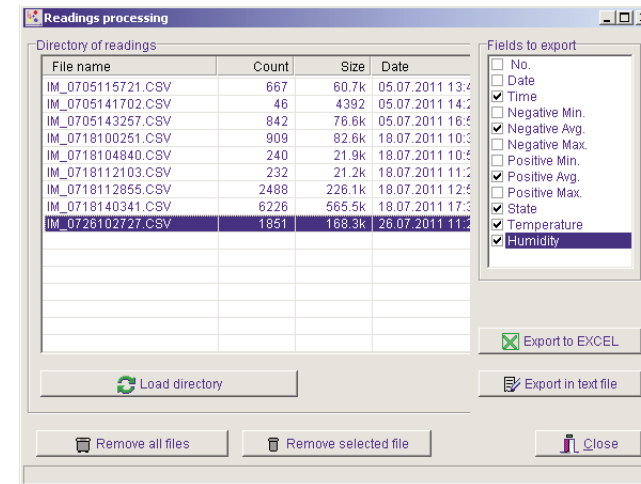 Readings processing
Directory of readings
File name Count Size Date
IM_0705115721.CSV 667 60.7k 05.07.2011 13:4
IM_0705141702.CSV 46 4392 05.07.2011 14:2
IM_0705143257.CSV 842 76.6k 05.07.2011 16:5
IM_0718100251.CSV 909 82.6k 18.07.2011 10:3
IM_0718104840.CSV 240 21.9k 18.07.2011 10:5
IM_0718112103.CSV 232 21.2k 18.07.2011 11:2
IM_0718112855.CSV 2488 226.1k 18.07.2011 12:5
IM_0718140341.CSV 6226 565.5k 18.07.2011 17:3
IM_0726102727.CSV 1851 168.3k 26.07.2011 11:2
Load directory
Remove all files
Remove selected file
Fields to export
No.
Date
Time
Negative Min.
Negative Avg.
Negative Max.
Positive Min.
Positive Avg.
Positive Max.
State
Temperature
Humidity
Export to EXCEL
Export in text file
Close